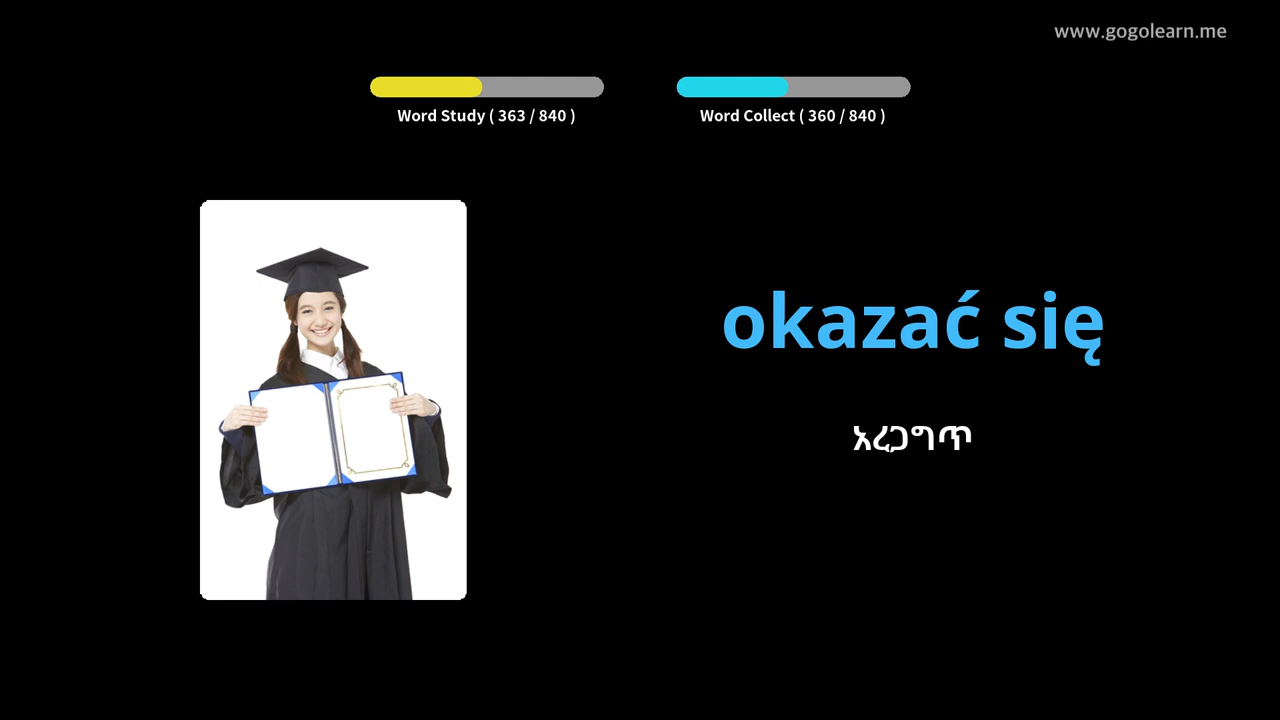 www.gogolearn.me
Word Study ( 363 / 840 )
Word Collect ( 360 / 840 )
okazać się
አረጋግጥ